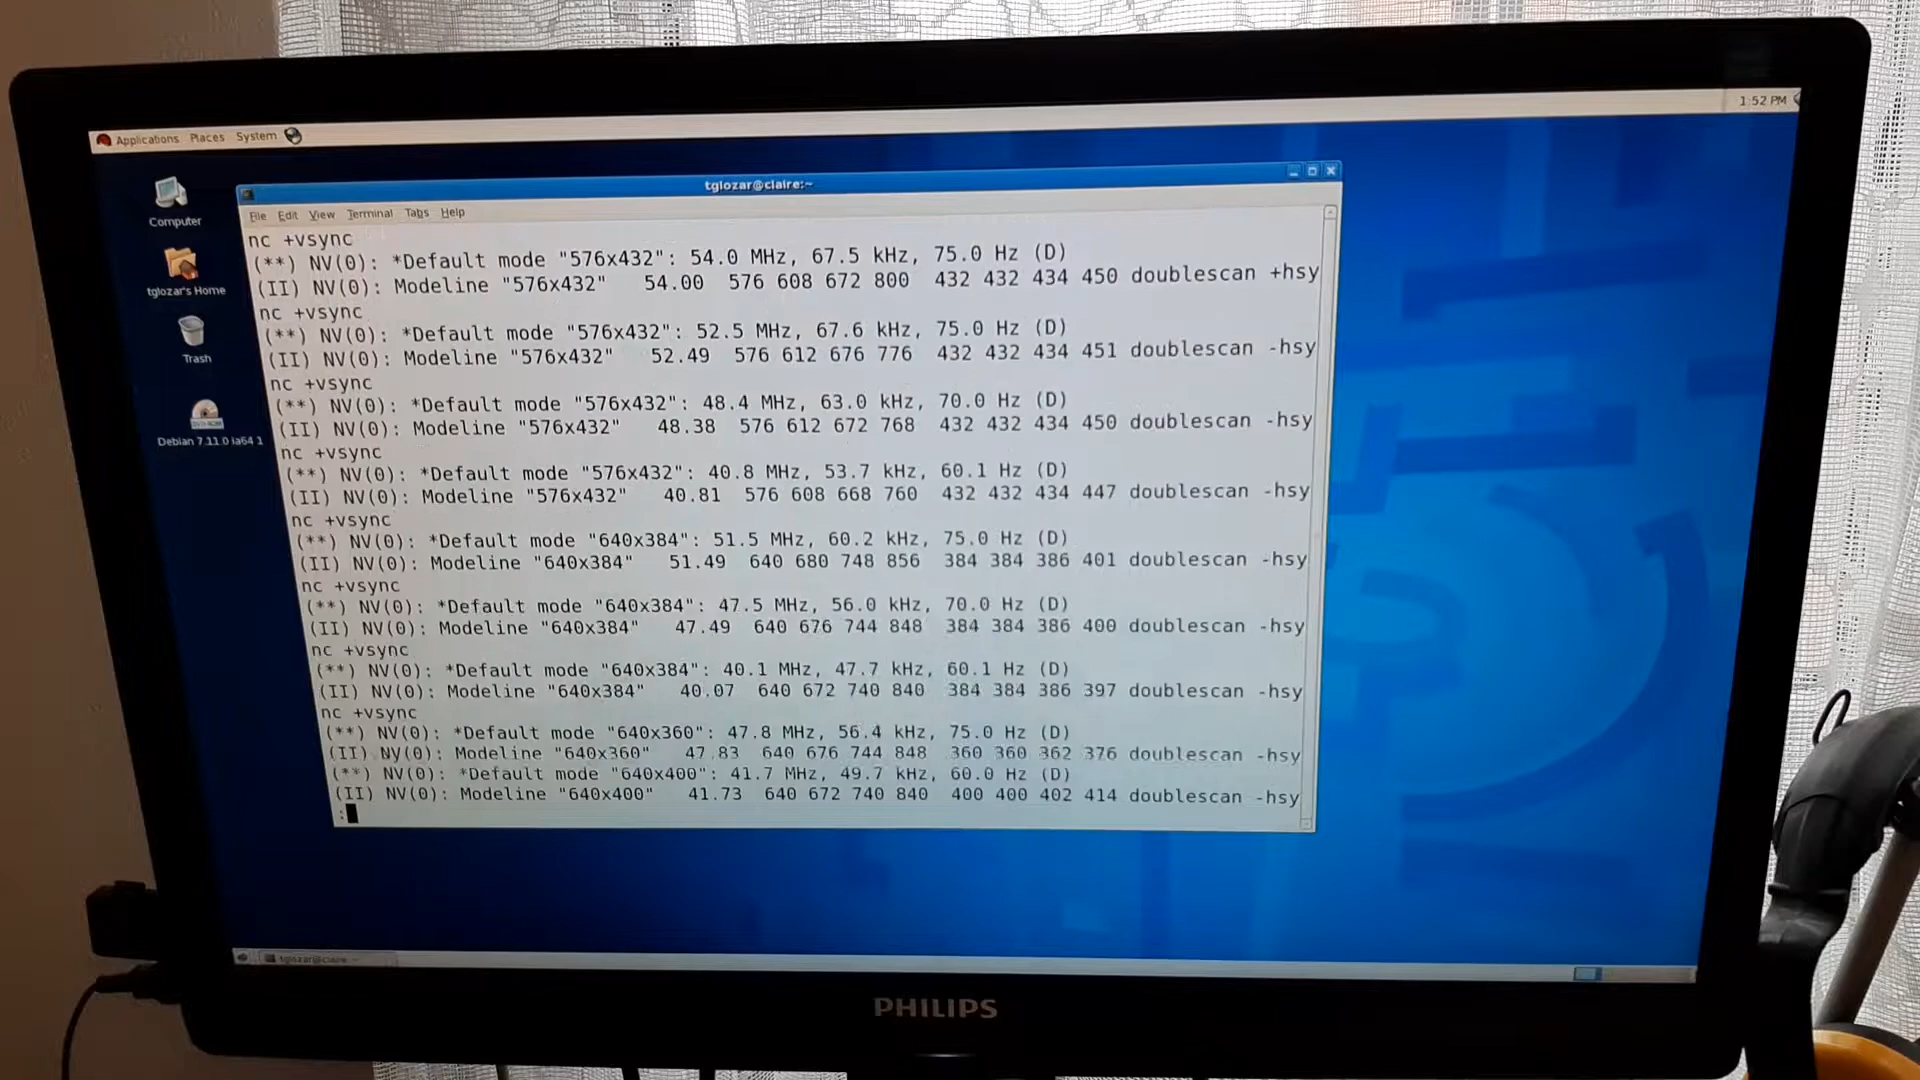 Applications Places System
1:52 PM
Computer
tglozar's Home
Trash
Debian 7.11.0 ia64 1
tglozar@claire:~
File Edit View Terminal Tabs Help
nc +vsync
(**) NV(0): *Default mode "576x432": 54.0 MHz, 67.5 kHz, 75.0 Hz (D)
(II) NV(0): Modeline "576x432" 54.00 576 608 672 800 432 432 434 450 doublescan +hsy
nc +vsync
(**) NV(0): *Default mode "576x432": 52.5 MHz, 67.6 kHz, 75.0 Hz (D)
(II) NV(0): Modeline "576x432" 52.49 576 612 676 776 432 432 434 451 doublescan -hsy
nc +vsync
(**) NV(0): *Default mode "576x432": 48.4 MHz, 63.0 kHz, 70.0 Hz (D)
(II) NV(0): Modeline "576x432" 48.38 576 612 672 768 432 432 434 450 doublescan -hsy
nc +vsync
(**) NV(0): *Default mode "576x432": 40.8 MHz, 53.7 kHz, 60.1 Hz (D)
(II) NV(0): Modeline "576x432" 40.81 576 608 668 760 432 432 434 447 doublescan -hsy
nc +vsync
(**) NV(0): *Default mode "640x384": 51.5 MHz, 60.2 kHz, 75.0 Hz (D)
(II) NV(0): Modeline "640x384" 51.49 640 680 748 856 384 384 386 401 doublescan -hsy
nc +vsync
(**) NV(0): *Default mode "640x384": 47.5 MHz, 56.0 kHz, 70.0 Hz (D)
(II) NV(0): Modeline "640x384" 47.49 640 676 744 848 384 384 386 400 doublescan -hsy
nc +vsync
(**) NV(0): *Default mode "640x384": 40.1 MHz, 47.7 kHz, 60.1 Hz (D)
(II) NV(0): Modeline "640x384" 40.07 640 672 740 840 384 384 386 397 doublescan -hsy
nc +vsync
(**) NV(0): *Default mode "640x360": 47.8 MHz, 56.4 kHz, 75.0 Hz (D)
(II) NV(0): Modeline "640x360" 47.83 640 676 744 848 360 360 362 376 doublescan -hsy
(**) NV(0): *Default mode "640x400": 41.7 MHz, 49.7 kHz, 60.0 Hz (D)
(II) NV(0): Modeline "640x400" 41.73 640 672 740 840 400 400 402 414 doublescan -hsy
:
tglozar@claire:~
PHILIPS